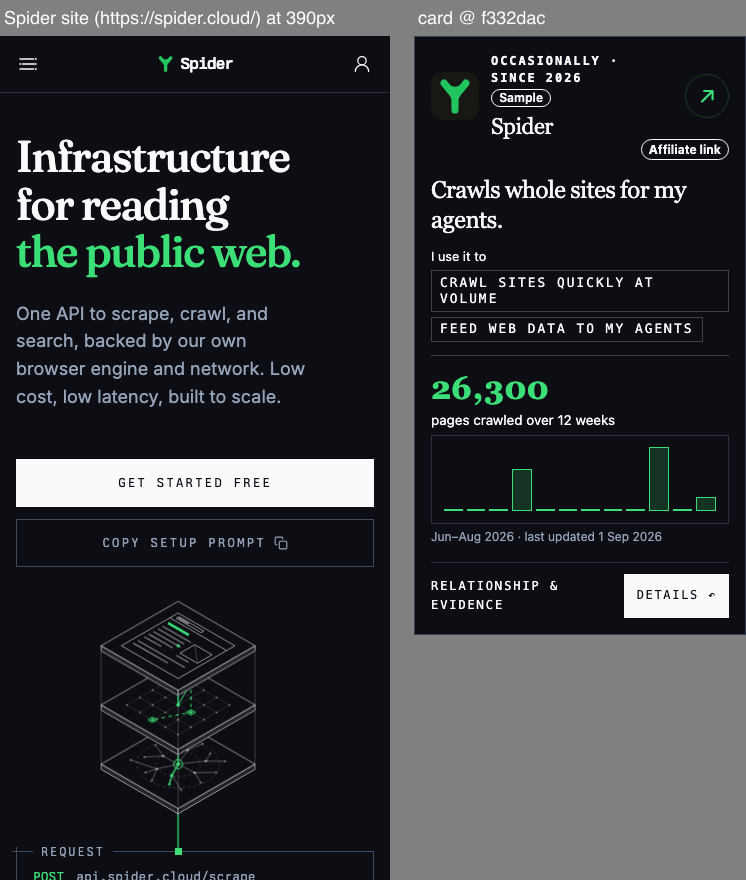 Spider site (https://spider.cloud/) at 390px
Spider
Infrastructure
for reading
the public web.
One API to scrape, crawl, and
search, backed by our own
browser engine and network. Low
cost, low latency, built to scale.
GET STARTED FREE
COPY SETUP PROMPT
REQUEST
POST api.spider.cloud/scrape
card @ f332dac
OCCASIONALLY ·
SINCE 2026
Sample
Spider
Affiliate link
Crawls whole sites for my
agents.
I use it to
CRAWL SITES QUICKLY AT
VOLUME
FEED WEB DATA TO MY AGENTS
26,300
pages crawled over 12 weeks
Jun–Aug 2026 · last updated 1 Sep 2026
RELATIONSHIP &
EVIDENCE
DETAILS ↶